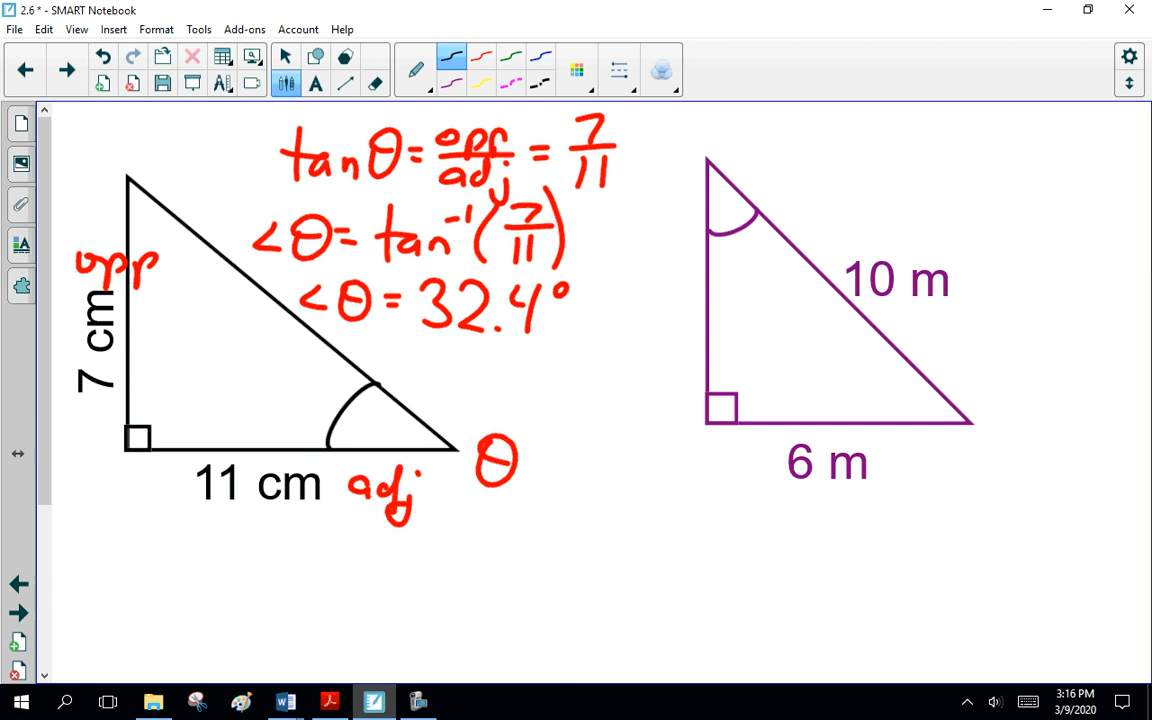 2.6 * - SMART Notebook
File Edit View Insert Format Tools Add-ons Account Help
tan θ = opp/adj = 7/11
<θ = tan⁻¹(7/11)
<θ = 32.4°
opp
7 cm
11 cm adj
θ
10 m
6 m
3:16 PM
3/9/2020